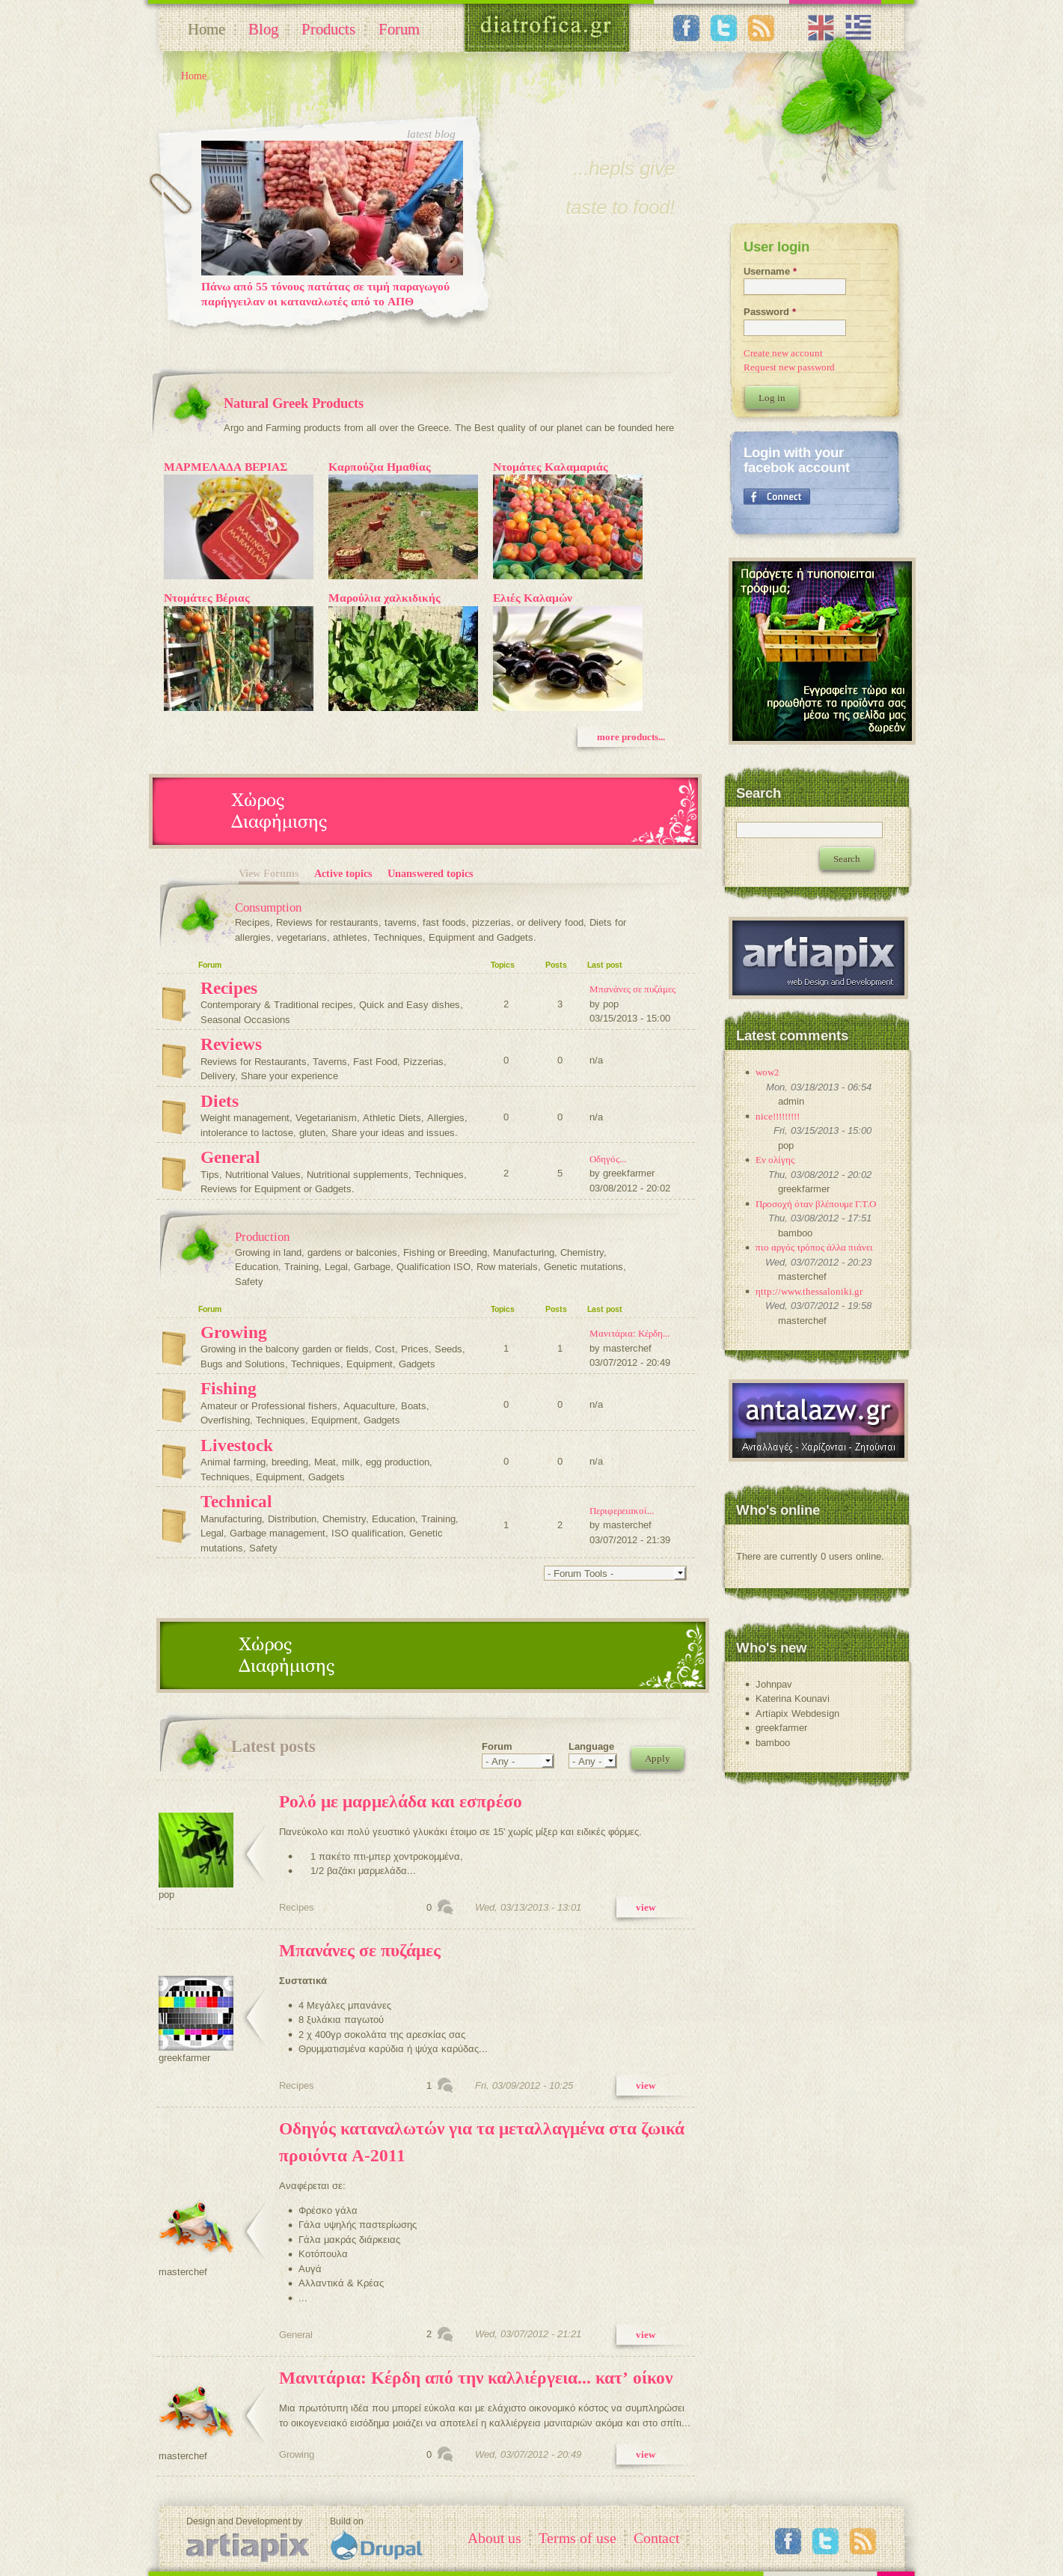 Home
Blog
Products
Forum
diatrofica.gr
Home
latest blog
Πάνω από 55 τόνους πατάτας σε τιμή παραγωγού
παρήγγειλαν οι καταναλωτές από το ΑΠΘ
...hepls give
taste to food!
User login
Username *
Password *
Create new account
Request new password
Log in
Login with your
facebok account
Connect
Natural Greek Products
Argo and Farming products from all over the Greece. The Best quality of our planet can be founded here
ΜΑΡΜΕΛΑΔΑ ΒΕΡΙΑΣ
Καρπούζια Ημαθίας
Ντομάτες Καλαμαριάς
MALINOVA
MARMELADA
Ντομάτες Βέριας
Μαρούλια χαλκιδικής
Ελιές Καλαμών
more products...
Παράγετε ή τυποποιειται
τρόφιμα;
Εγγραφείτε τώρα και
προωθήστε τα προϊόντα σας
μέσω της σελίδα μας
δωρεάν
Χώρος
Διαφήμισης
Search
Search
View Forums
Active topics
Unanswered topics
Consumption
Recipes, Reviews for restaurants, taverns, fast foods, pizzerias, or delivery food, Diets for
allergies, vegetarians, athletes, Techniques, Equipment and Gadgets.
Forum Topics Posts Last post
Recipes
Contemporary & Traditional recipes, Quick and Easy dishes,
Seasonal Occasions
2
3
Μπανάνες σε πυζάμες
by pop
03/15/2013 - 15:00
Reviews
Reviews for Restaurants, Taverns, Fast Food, Pizzerias,
Delivery, Share your experience
0
0
n/a
Diets
Weight management, Vegetarianism, Athletic Diets, Allergies,
intolerance to lactose, gluten, Share your ideas and issues.
0
0
n/a
General
Tips, Nutritional Values, Nutritional supplements, Techniques,
Reviews for Equipment or Gadgets.
2
5
Οδηγός...
by greekfarmer
03/08/2012 - 20:02
Production
Growing in land, gardens or balconies, Fishing or Breeding, Manufacturing, Chemistry,
Education, Training, Legal, Garbage, Qualification ISO, Row materials, Genetic mutations,
Safety
Forum Topics Posts Last post
Growing
Growing in the balcony garden or fields, Cost, Prices, Seeds,
Bugs and Solutions, Techniques, Equipment, Gadgets
1
1
Μανιτάρια: Κέρδη...
by masterchef
03/07/2012 - 20:49
Fishing
Amateur or Professional fishers, Aquaculture, Boats,
Overfishing, Techniques, Equipment, Gadgets
0
0
n/a
Livestock
Animal farming, breeding, Meat, milk, egg production,
Techniques, Equipment, Gadgets
0
0
n/a
Technical
Manufacturing, Distribution, Chemistry, Education, Training,
Legal, Garbage management, ISO qualification, Genetic
mutations, Safety
1
2
Περιφερειακοί...
by masterchef
03/07/2012 - 21:39
- Forum Tools -
artiapix
web Design and Development
Latest comments
wow2
Mon, 03/18/2013 - 06:54
admin
nice!!!!!!!!!
Fri, 03/15/2013 - 15:00
pop
Εν ολίγης
Thu, 03/08/2012 - 20:02
greekfarmer
Προσοχή όταν βλέπουμε Γ.Τ.Ο
Thu, 03/08/2012 - 17:51
bamboo
πιο αργός τρόπος άλλα πιάνει
Wed, 03/07/2012 - 20:23
masterchef
ηttp://www.thessaloniki.gr
Wed, 03/07/2012 - 19:58
masterchef
antalazw.gr
Ανταλλαγές - Χαρίζονται - Ζητούνται
Who's online
There are currently 0 users online.
Who's new
Johnpav
Katerina Kounavi
Artiapix Webdesign
greekfarmer
bamboo
Χώρος
Διαφήμισης
Latest posts
Forum
- Any -
Language
- Any -
Apply
Ρολό με μαρμελάδα και εσπρέσο
Πανεύκολο και πολύ γευστικό γλυκάκι έτοιμο σε 15' χωρίς μίξερ και ειδικές φόρμες.
1 πακέτο πτι-μπερ χοντροκομμένα,
1/2 βαζάκι μαρμελάδα...
pop
Recipes
0
Wed, 03/13/2013 - 13:01
view
Μπανάνες σε πυζάμες
Συστατικά
4 Μεγάλες μπανάνες
8 ξυλάκια παγωτού
2 χ 400γρ σοκολάτα της αρεσκίας σας
Θρυμματισμένα καρύδια ή ψύχα καρύδας...
greekfarmer
Recipes
1
Fri, 03/09/2012 - 10:25
view
Οδηγός καταναλωτών για τα μεταλλαγμένα στα ζωικά
προιόντα Α-2011
Αναφέρεται σε:
Φρέσκο γάλα
Γάλα υψηλής παστερίωσης
Γάλα μακράς διάρκειας
Κοτόπουλα
Αυγά
Αλλαντικά & Κρέας
...
masterchef
General
2
Wed, 03/07/2012 - 21:21
view
Μανιτάρια: Κέρδη από την καλλιέργεια... κατ’ οίκον
Μια πρωτότυπη ιδέα που μπορεί εύκολα και με ελάχιστο οικονομικό κόστος να συμπληρώσει
το οικογενειακό εισόδημα μοιάζει να αποτελεί η καλλιέργεια μανιταριών ακόμα και στο σπίτι...
masterchef
Growing
0
Wed, 03/07/2012 - 20:49
view
Design and Development by
artiapix
Build on
Drupal
About us
Terms of use
Contact